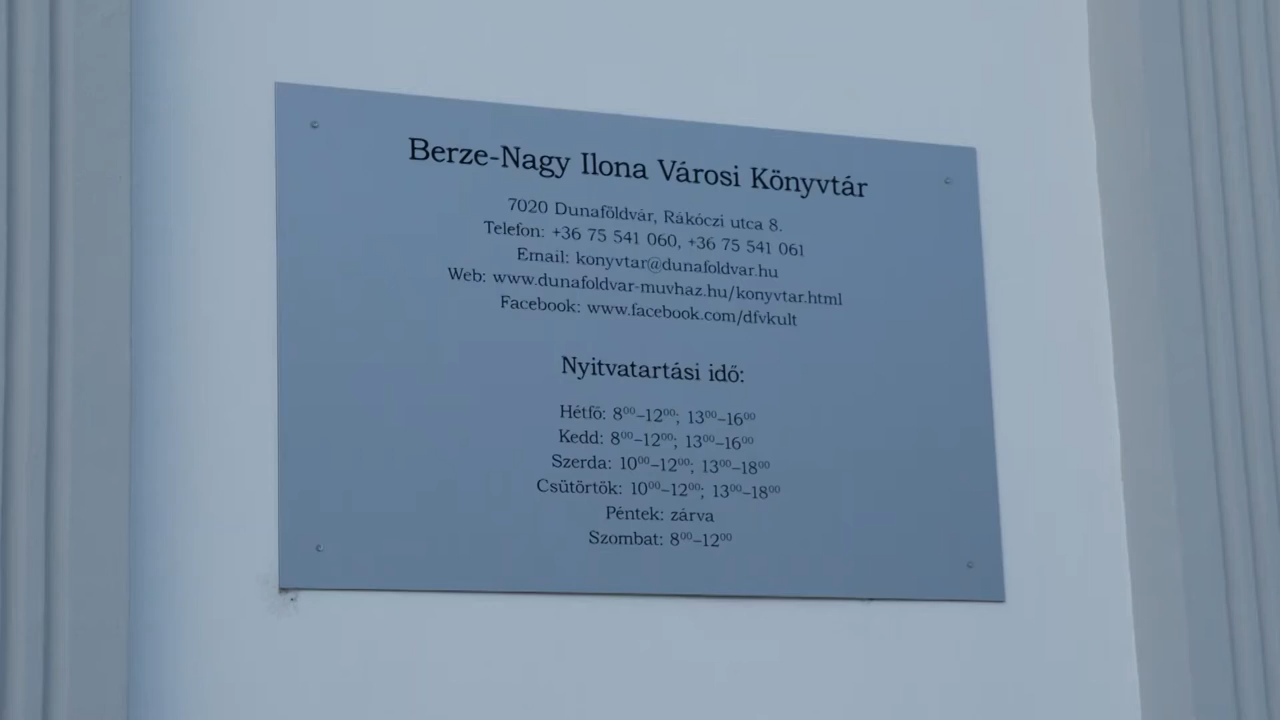 Berze-Nagy Ilona Városi Könyvtár
7020 Dunaföldvár, Rákóczi utca 8.
Telefon: +36 75 541 060, +36 75 541 061
Email: konyvtar@dunafoldvar.hu
Web: www.dunafoldvar-muvhaz.hu/konyvtar.html
Facebook: www.facebook.com/dfvkult
Nyitvatartási idő:
Hétfő: 8⁰⁰–12⁰⁰; 13⁰⁰–16⁰⁰
Kedd: 8⁰⁰–12⁰⁰; 13⁰⁰–16⁰⁰
Szerda: 10⁰⁰–12⁰⁰; 13⁰⁰–18⁰⁰
Csütörtök: 10⁰⁰–12⁰⁰; 13⁰⁰–18⁰⁰
Péntek: zárva
Szombat: 8⁰⁰–12⁰⁰